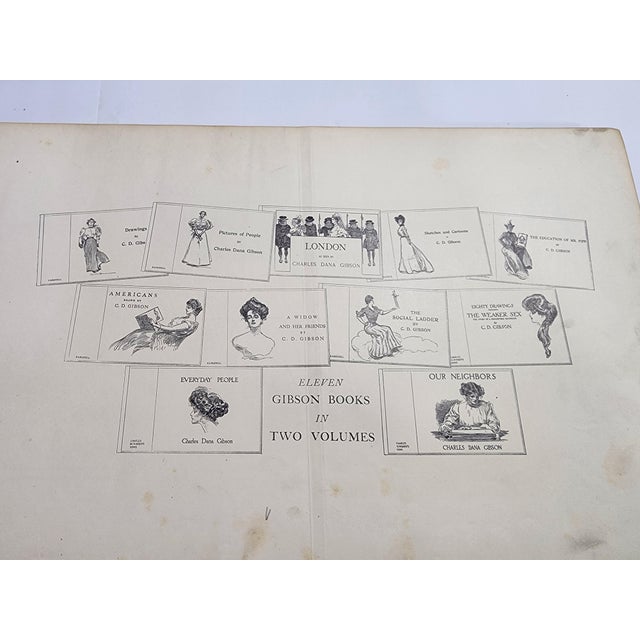 Drawings
by
C. D. Gibson
Pictures of People
BY
Charles Dana Gibson
LONDON
AS SEEN BY
CHARLES DANA GIBSON
Sketches and Cartoons
by
C. D. Gibson
THE EDUCATION OF MR. PIPP
BY
C. D. GIBSON
AMERICANS
DRAWN BY
C. D. GIBSON
A WIDOW
AND HER FRIENDS
BY
C. D. GIBSON
THE
SOCIAL LADDER
BY
C. D. GIBSON
EIGHTY DRAWINGS
THE WEAKER SEX
BY
C. D. GIBSON
EVERYDAY PEOPLE
Charles Dana Gibson
ELEVEN
GIBSON BOOKS
IN
TWO VOLUMES
OUR NEIGHBORS
CHARLES DANA GIBSON